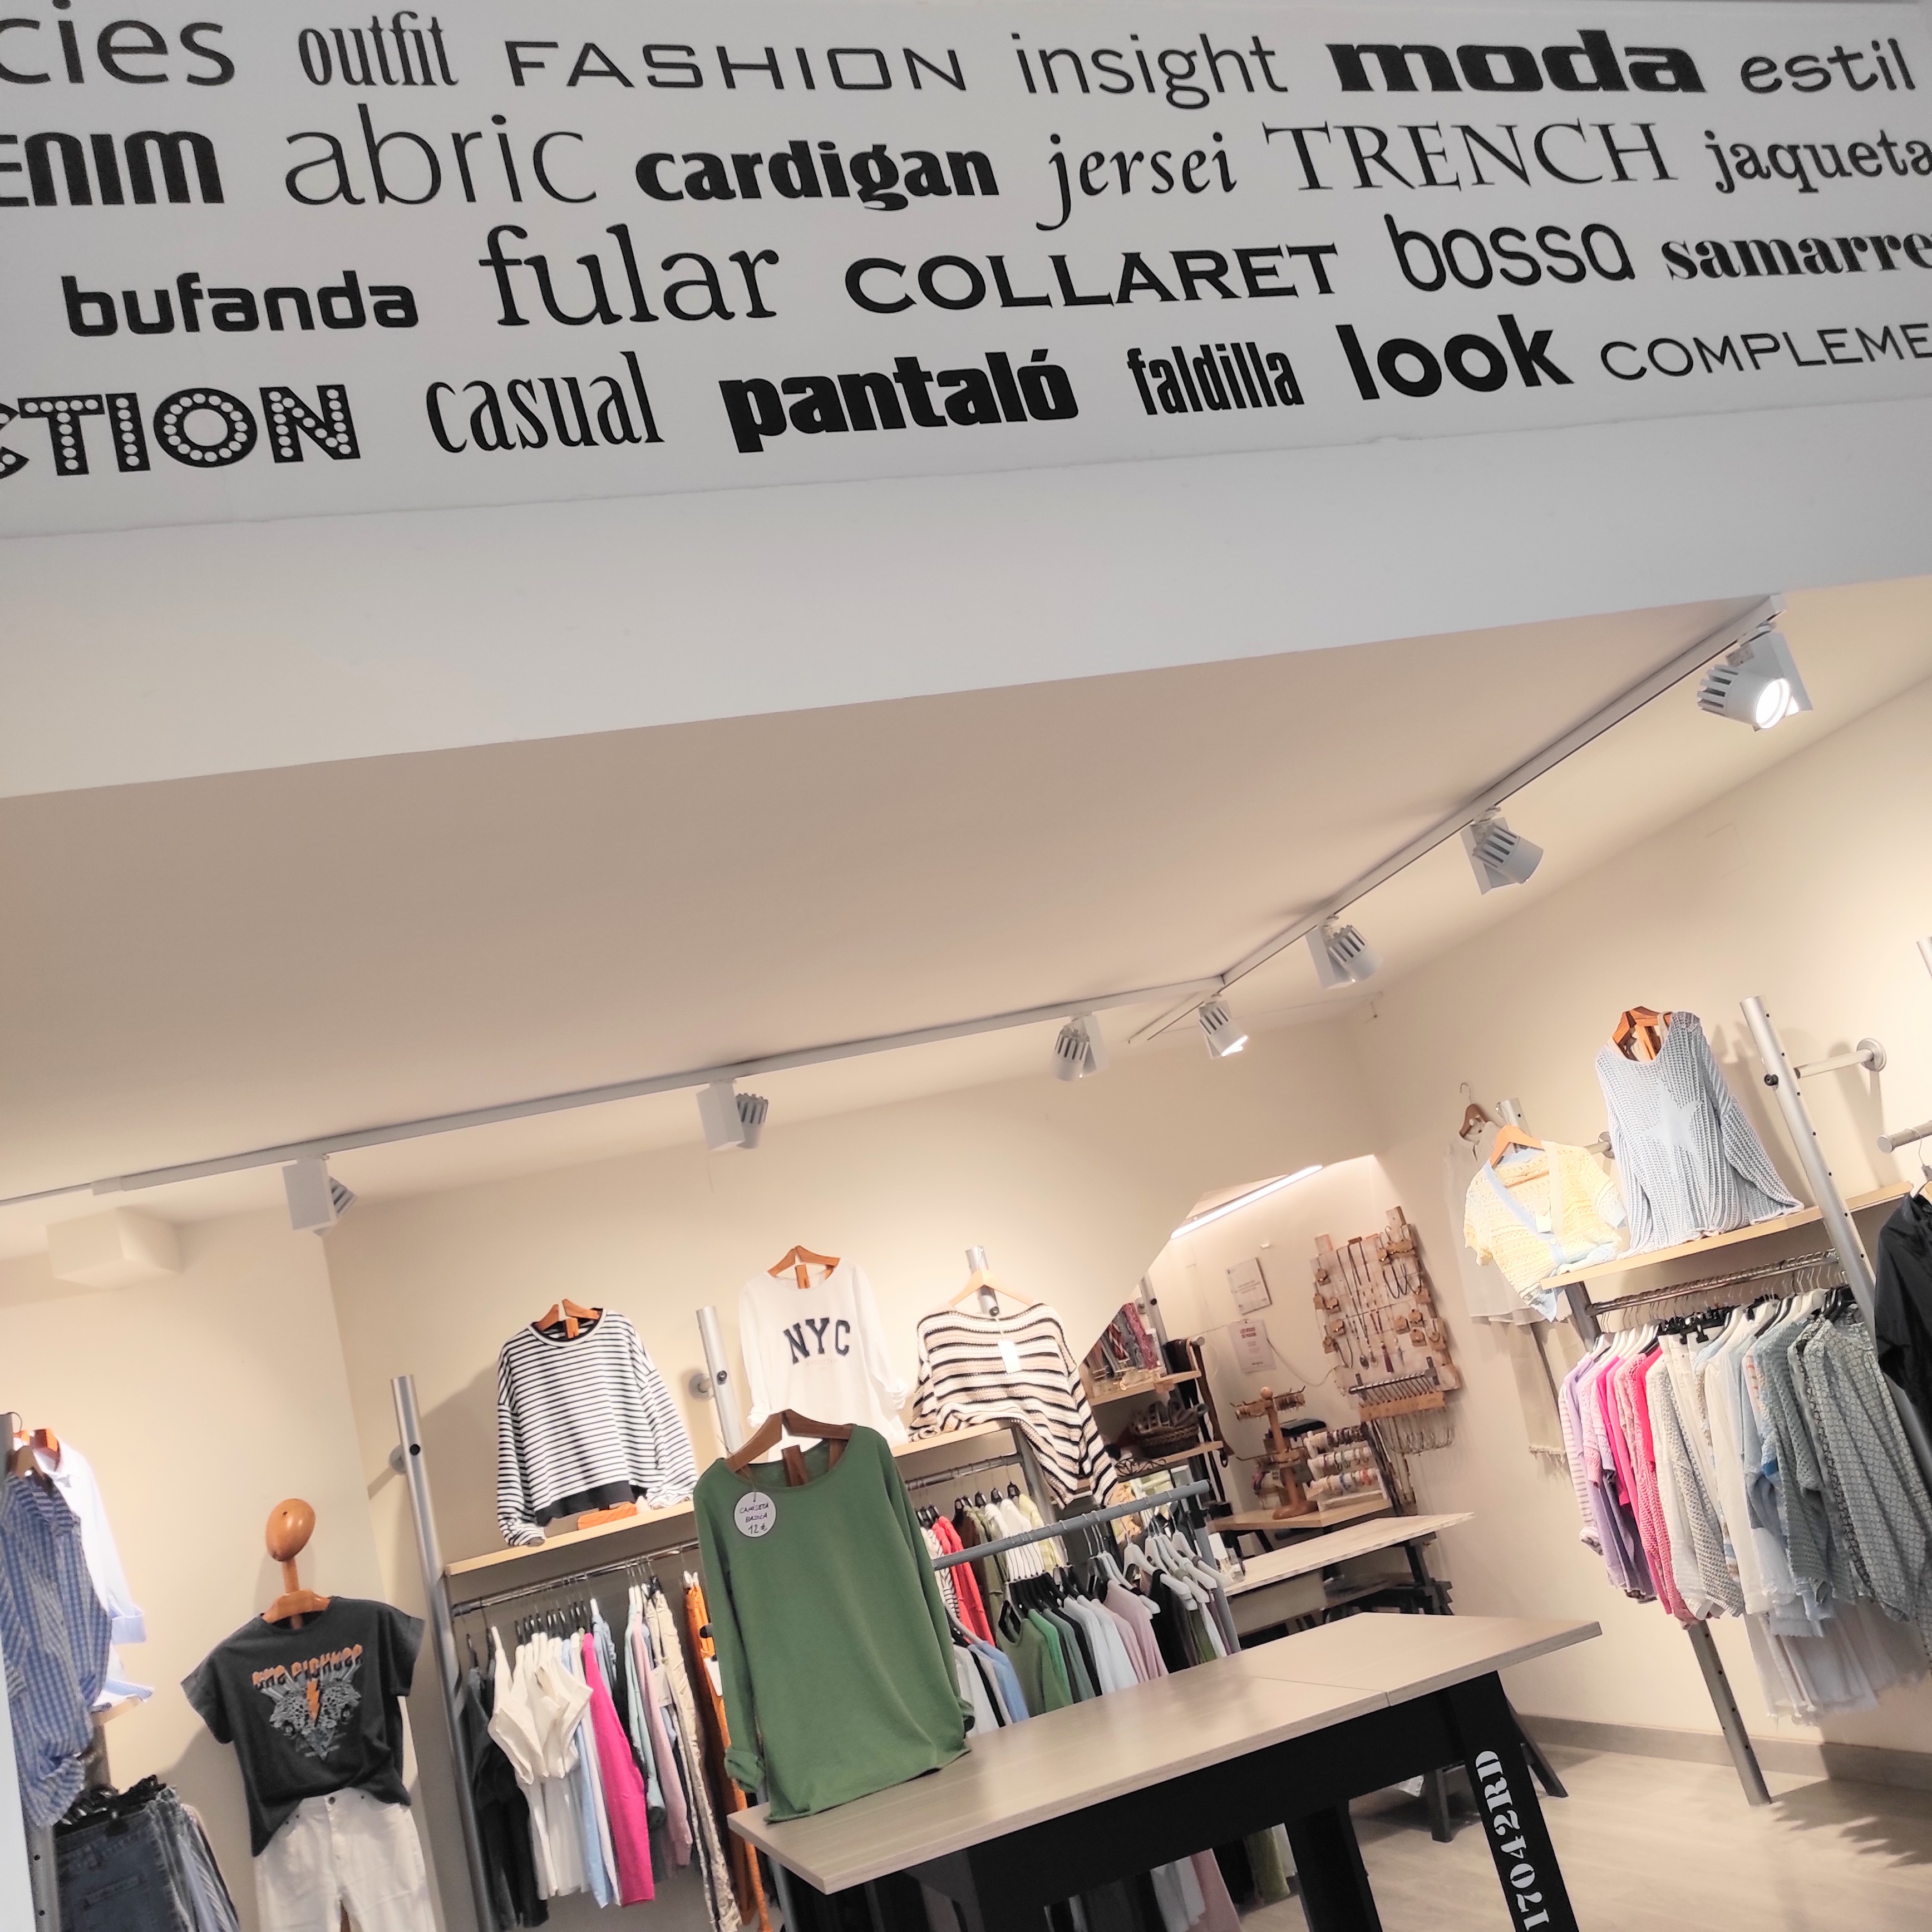 cies outfit FASHION insight moda estil
ENIM abric cardigan jersei TRENCH jaqueta
bufanda fular COLLARET bossa samarre
CTION casual pantaló faldilla look COMPLEME
NYC
CAMISETA
BASICA
12 €
17042RD